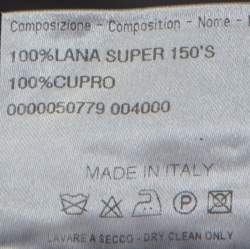 Composizione - Composition - Nome -
100%LANA SUPER 150'S
100%CUPRO
0000050779 004000
MADE IN ITALY
P
LAVARE A SECCO - DRY CLEAN ONLY